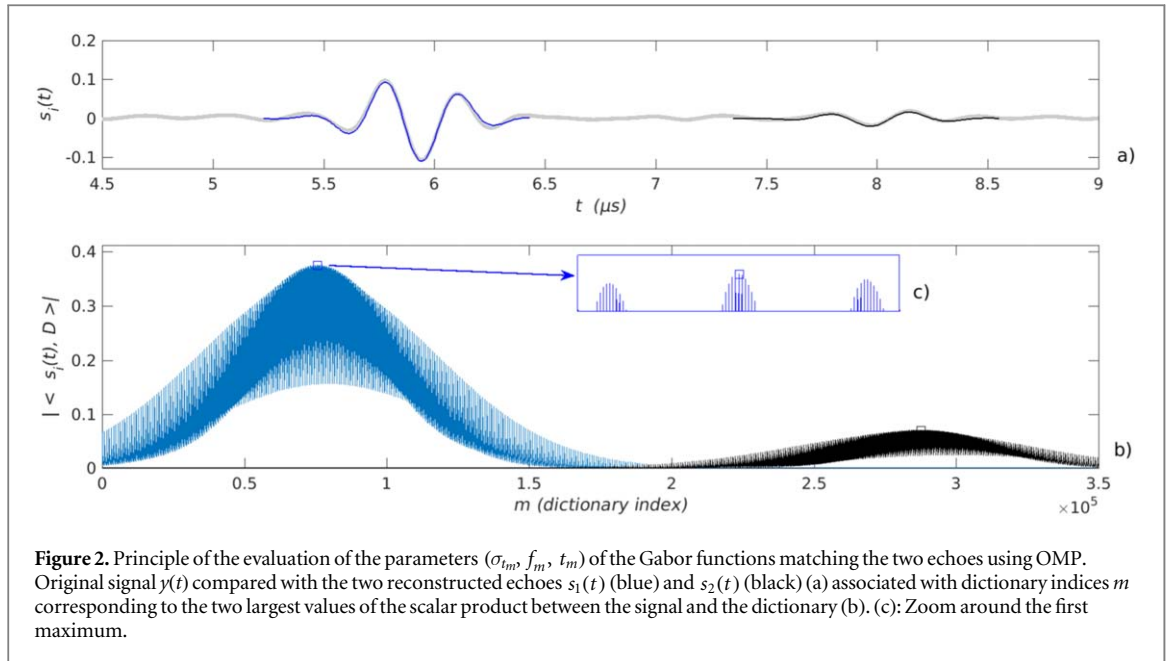 0.2
0.1
0
-0.1
s_i(t)
4.5 5 5.5 6 6.5 7 7.5 8 8.5 9
t (μs)
a)
0.4
0.3
0.2
0.1
0
| < s_i(t), D > |
c)
b)
0 0.5 1 1.5 2 2.5 3 3.5
×10^5
m (dictionary index)
Figure 2. Principle of the evaluation of the parameters (σ_{t_m}, f_m, t_m) of the Gabor functions matching the two echoes using OMP.
Original signal y(t) compared with the two reconstructed echoes s_1(t) (blue) and s_2(t) (black) (a) associated with dictionary indices m
corresponding to the two largest values of the scalar product between the signal and the dictionary (b). (c): Zoom around the first
maximum.